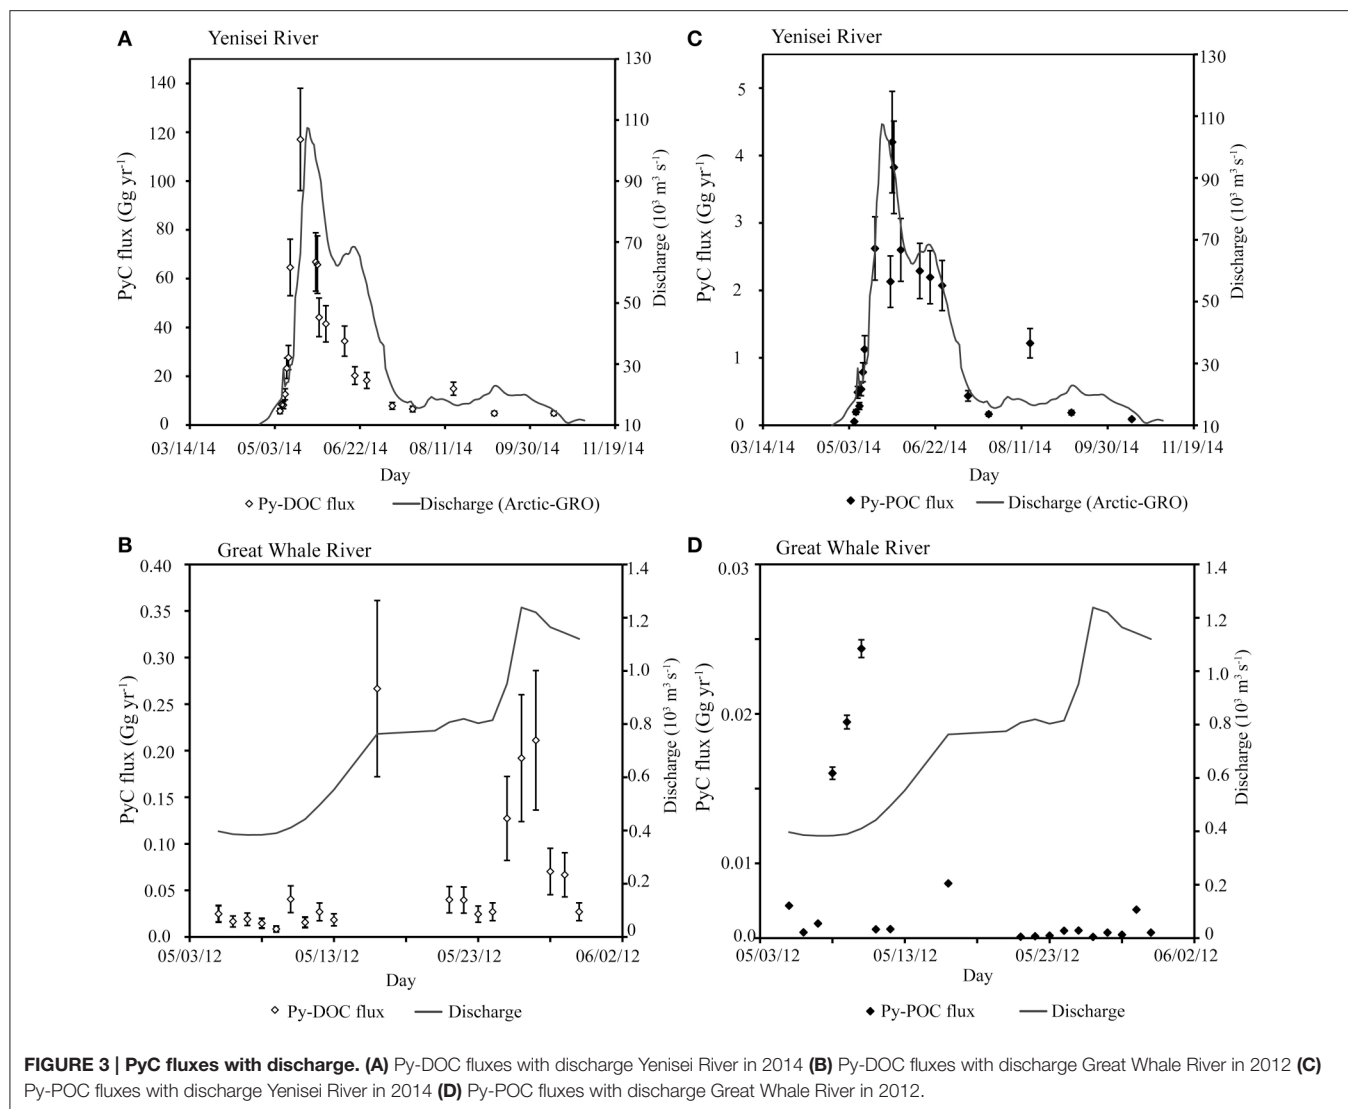 A
Yenisei River
140
120
100
80
60
40
20
0
PyC flux (Gg yr-1)
130
110
90
70
50
30
10
Discharge (10³ m³ s⁻¹)
03/14/14 05/03/14 06/22/14 08/11/14 09/30/14 11/19/14
Day
Py-DOC flux Discharge (Arctic-GRO)
C
Yenisei River
5
4
3
2
1
0
PyC flux (Gg yr-1)
130
110
90
70
50
30
10
Discharge (10³ m³ s⁻¹)
03/14/14 05/03/14 06/22/14 08/11/14 09/30/14 11/19/14
Day
Py-POC flux Discharge (Arctic-GRO)
B
Great Whale River
0.40
0.35
0.30
0.25
0.20
0.15
0.10
0.05
0.0
PyC flux (Gg yr-1)
1.4
1.2
1.0
0.8
0.6
0.4
0.2
0
Discharge (10³ m³ s⁻¹)
05/03/12 05/13/12 05/23/12 06/02/12
Day
Py-DOC flux Discharge
D
Great Whale River
0.03
0.02
0.01
0.0
PyC flux (Gg yr-1)
1.4
1.2
1.0
0.8
0.6
0.4
0.2
0
Discharge (10³ m³ s⁻¹)
05/03/12 05/13/12 05/23/12 06/02/12
Day
Py-POC flux Discharge
FIGURE 3 | PyC fluxes with discharge. (A) Py-DOC fluxes with discharge Yenisei River in 2014 (B) Py-DOC fluxes with discharge Great Whale River in 2012 (C)
Py-POC fluxes with discharge Yenisei River in 2014 (D) Py-POC fluxes with discharge Great Whale River in 2012.